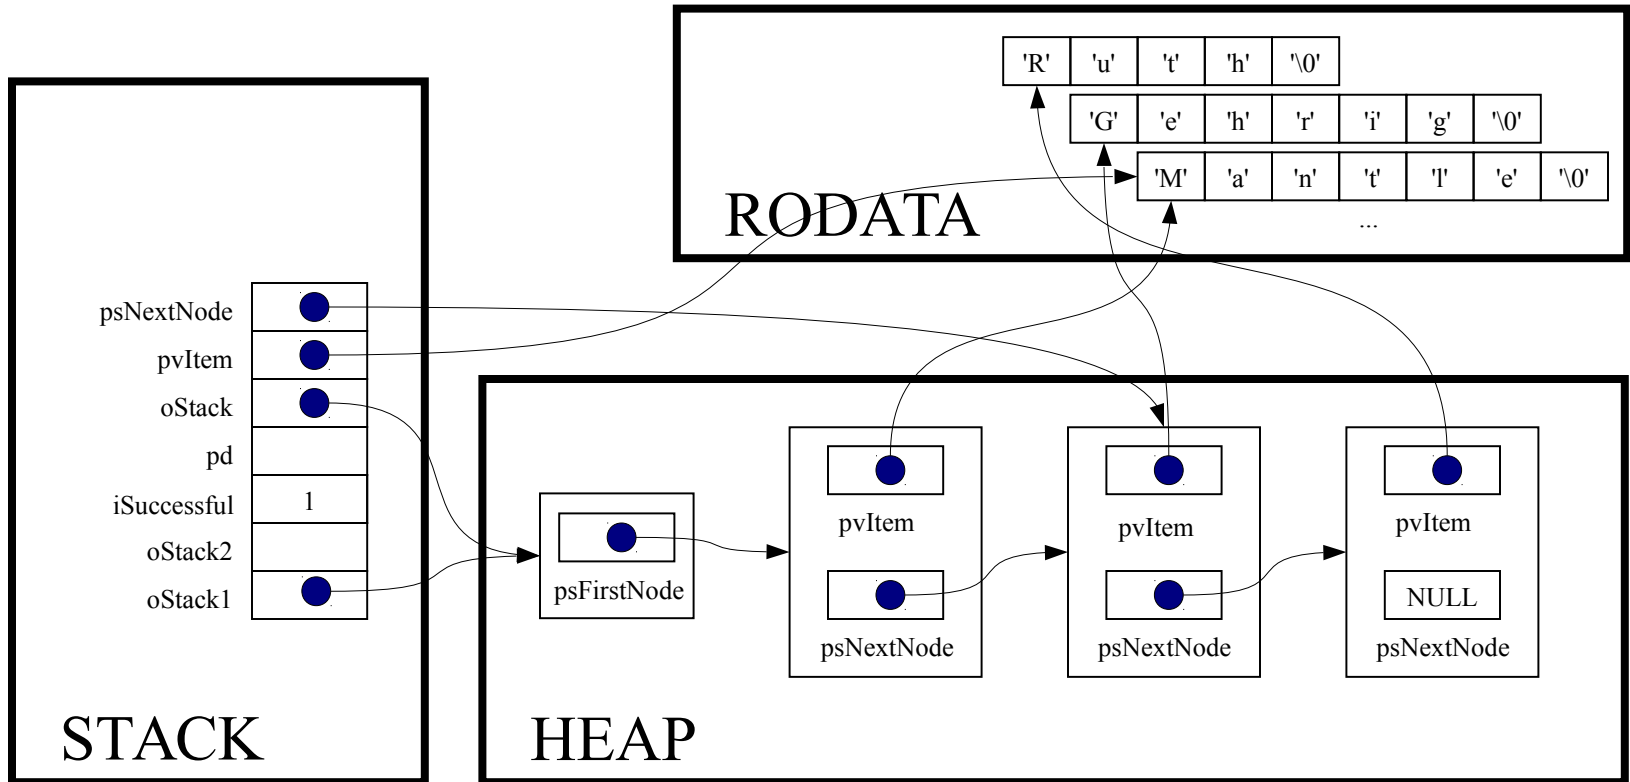 'R' 'u' 't' 'h' '\0'
'G' 'e' 'h' 'r' 'i' 'g' '\0'
'M' 'a' 'n' 't' 'l' 'e' '\0'
...
RODATA
psNextNode
pvItem
oStack
pd
iSuccessful 1
oStack2
oStack1
STACK
psFirstNode
pvItem
psNextNode
pvItem
psNextNode
pvItem
NULL
psNextNode
HEAP